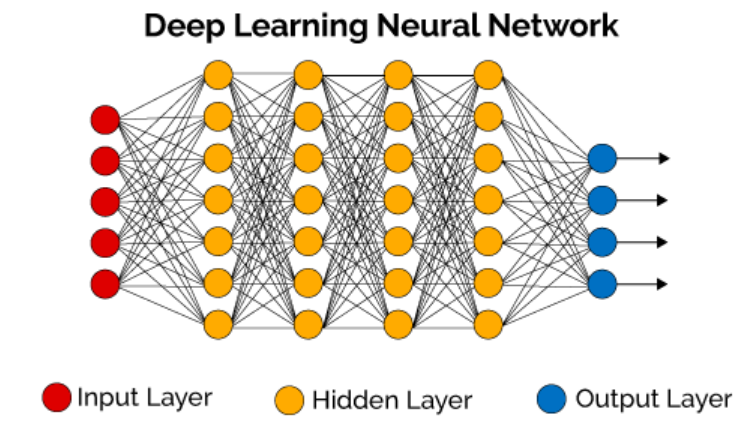 Deep Learning Neural Network
Input Layer
Hidden Layer
Output Layer